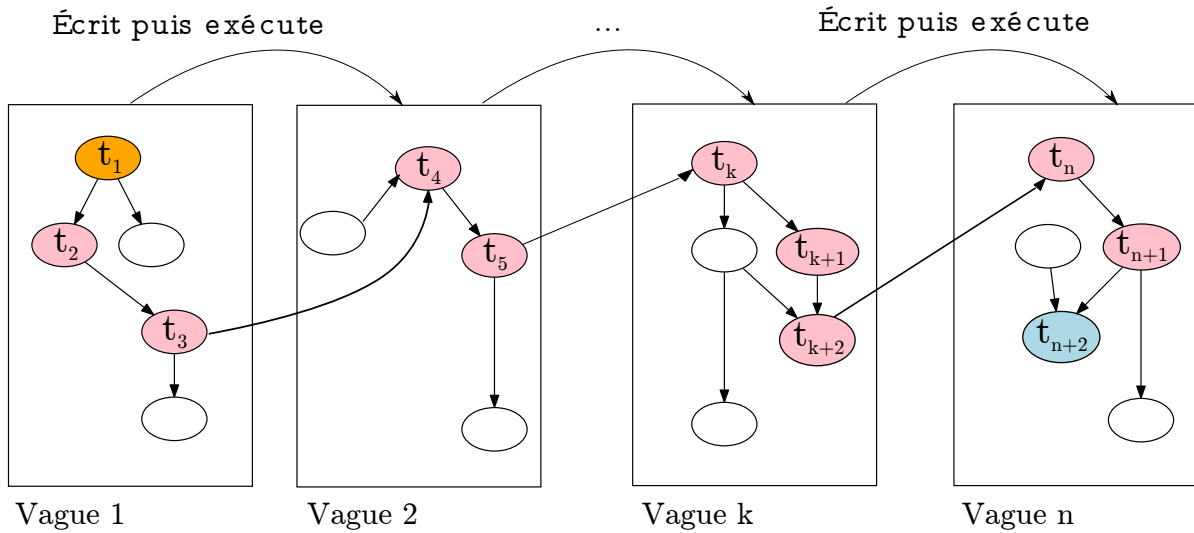 Écrit puis exécute
...
Écrit puis exécute
t₁
t₂
t₃
t₄
t₅
tₖ
tₖ₊₁
tₖ₊₂
tₙ
tₙ₊₁
tₙ₊₂
Vague 1
Vague 2
Vague k
Vague n